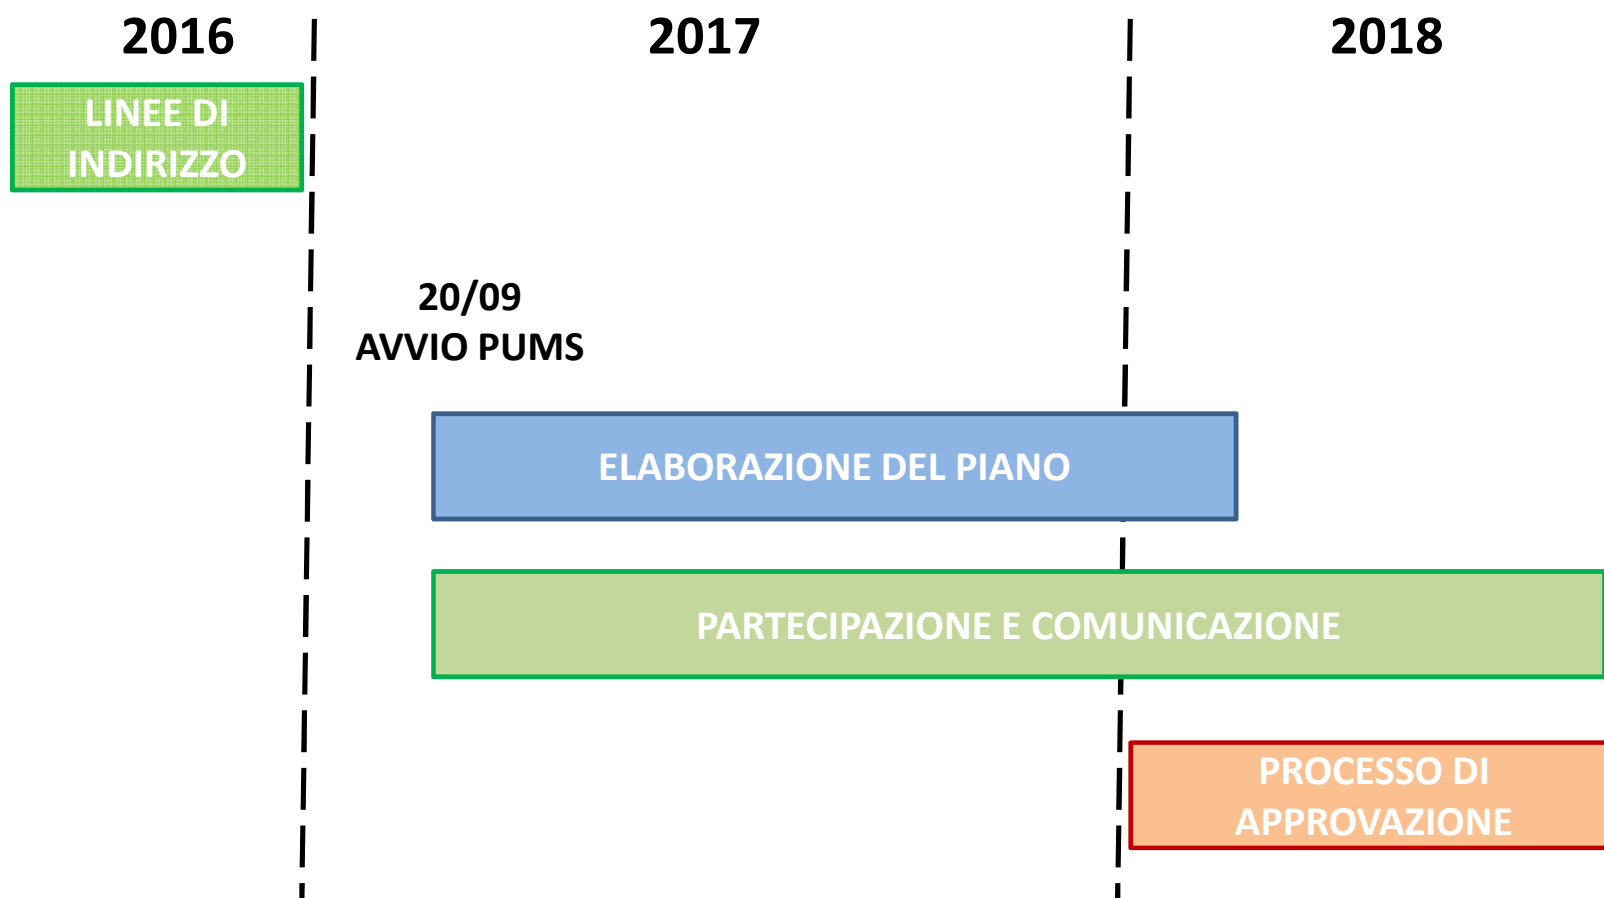 2016
2017
2018
LINEE DI
INDIRIZZO
20/09
AVVIO PUMS
ELABORAZIONE DEL PIANO
PARTECIPAZIONE E COMUNICAZIONE
PROCESSO DI
APPROVAZIONE